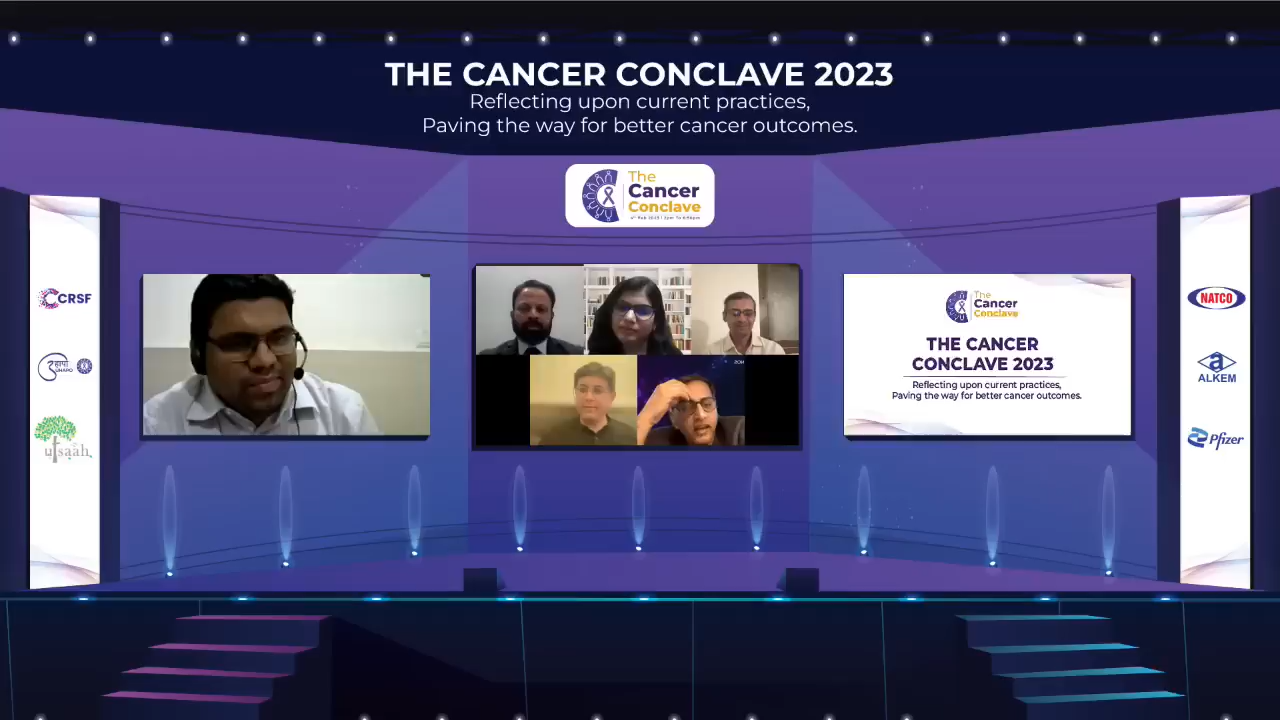 THE CANCER CONCLAVE 2023
Reflecting upon current practices,
Paving the way for better cancer outcomes.
The
Cancer
Conclave
CRSF
utsaah
The
Cancer
Conclave
THE CANCER
CONCLAVE 2023
Reflecting upon current practices,
Paving the way for better cancer outcomes.
NATCO
a
ALKEM
Pfizer